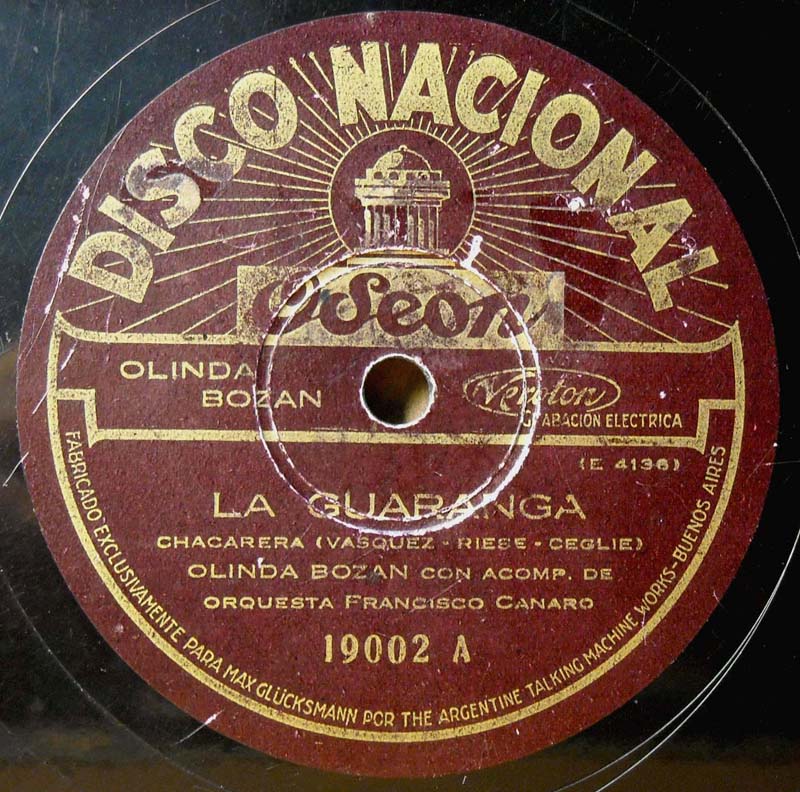 DISCO NACIONAL
Odeon
OLINDA
BOZAN
Veroton
GRABACION ELECTRICA
(E 4136)
LA GUARANGA
CHACARERA (VASQUEZ - RIESE - CEGLIE)
OLINDA BOZAN CON ACOMP. DE
ORQUESTA FRANCISCO CANARO
19002 A
FABRICADO EXCLUSIVAMENTE PARA MAX GLÜCKSMANN POR THE ARGENTINE TALKING MACHINE WORKS-BUENOS AIRES